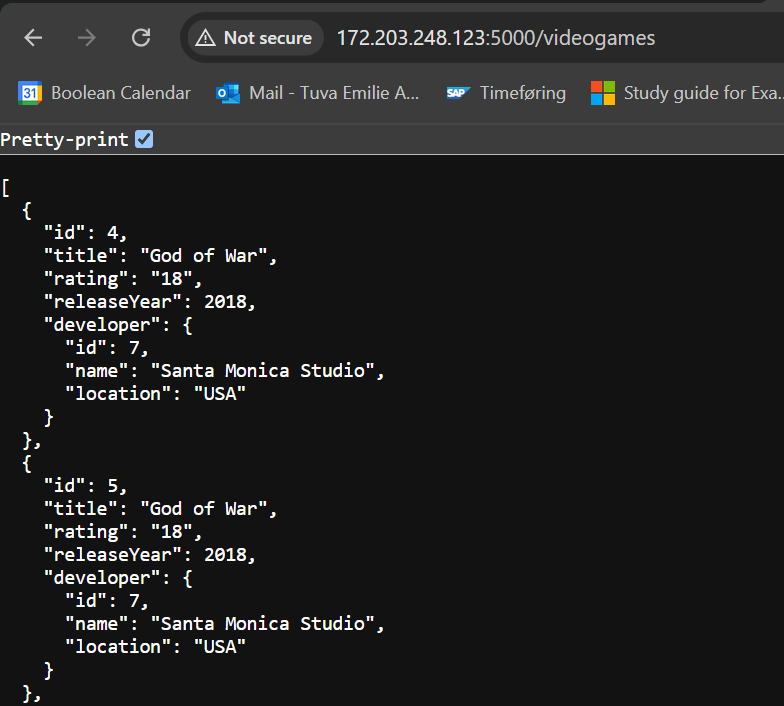 Not secure 172.203.248.123:5000/videogames
31 Boolean Calendar Mail - Tuva Emilie A... SAP Timeføring Study guide for Exa...
Pretty-print
[
  {
    "id": 4,
    "title": "God of War",
    "rating": "18",
    "releaseYear": 2018,
    "developer": {
      "id": 7,
      "name": "Santa Monica Studio",
      "location": "USA"
    }
  },
  {
    "id": 5,
    "title": "God of War",
    "rating": "18",
    "releaseYear": 2018,
    "developer": {
      "id": 7,
      "name": "Santa Monica Studio",
      "location": "USA"
    }
  },